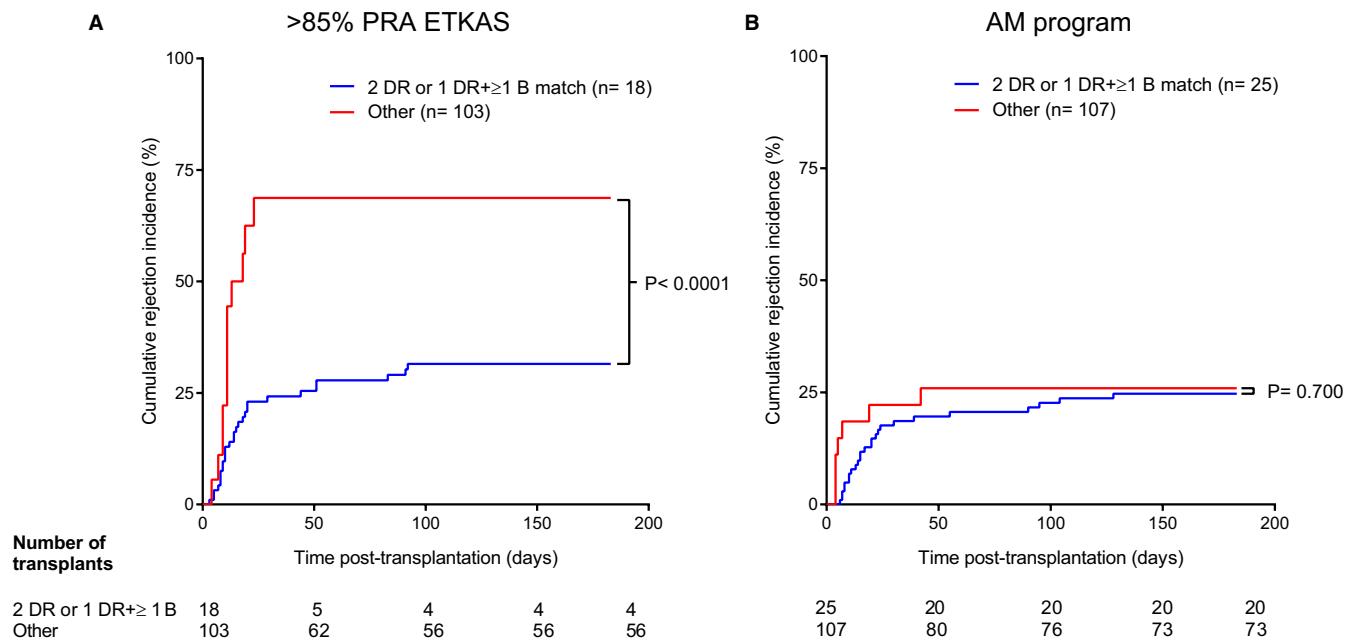 A
>85% PRA ETKAS
100
75
50
25
0
Cumulative rejection incidence (%)
2 DR or 1 DR+≥1 B match (n= 18)
Other (n= 103)
P< 0.0001
0 50 100 150 200
Time post-transplantation (days)
B
AM program
100
75
50
25
0
Cumulative rejection incidence (%)
2 DR or 1 DR+≥1 B match (n= 25)
Other (n= 107)
P= 0.700
0 50 100 150 200
Time post-transplantation (days)
Number of
transplants
2 DR or 1 DR+≥ 1 B 18 5 4 4 4 25 20 20 20 20
Other 103 62 56 56 56 107 80 76 73 73